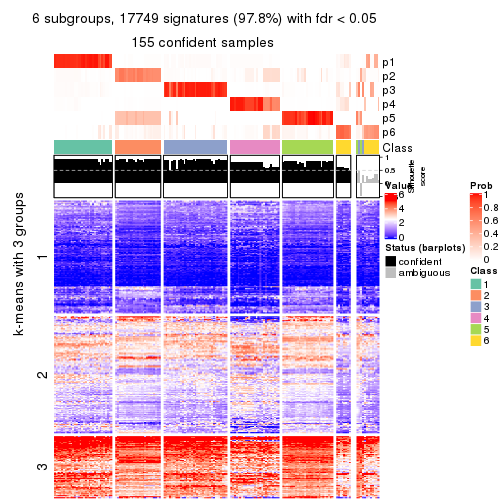 6 subgroups, 17749 signatures (97.8%) with fdr < 0.05
155 confident samples
p1
p2
p3
p4
p5
p6
Class
1
0.5
0
Silhouette
score
k-means with 3 groups
1
2
3
Value
6
4
2
0
Status (barplots)
confident
ambiguous
Prob
1
0.8
0.6
0.4
0.2
0
Class
1
2
3
4
5
6